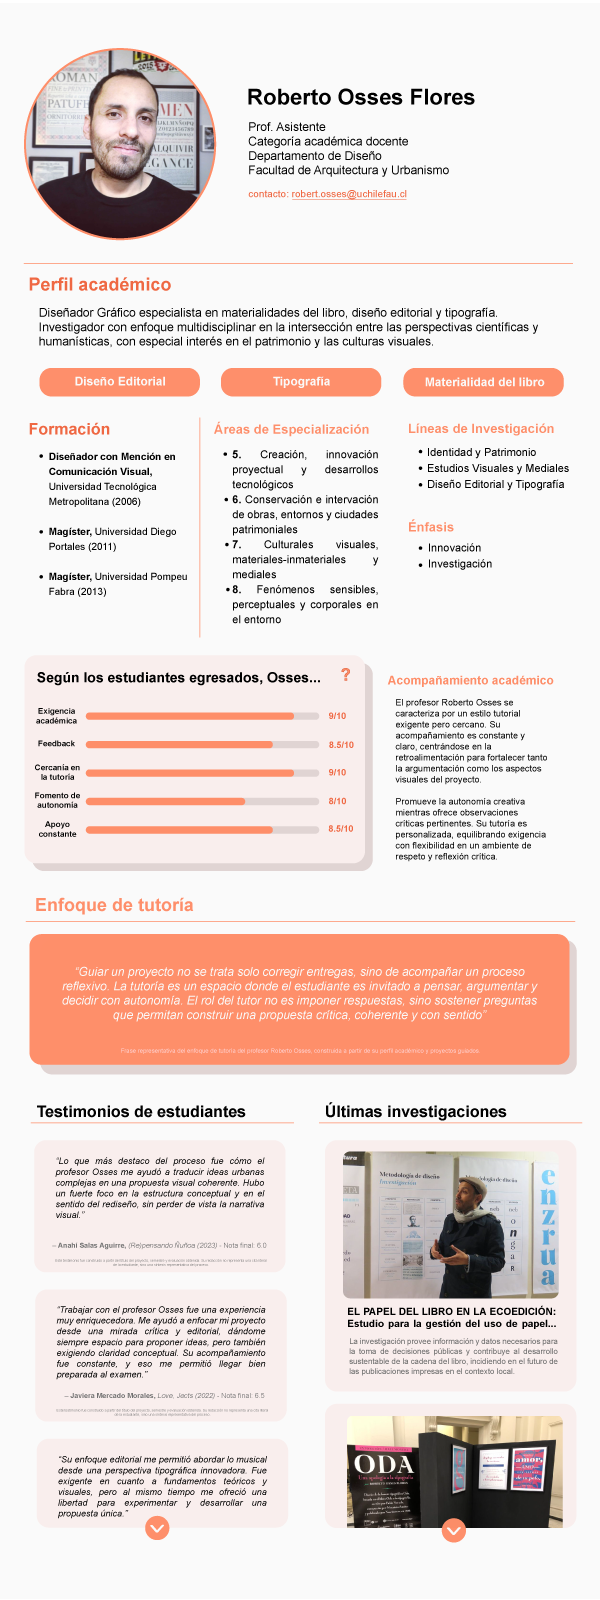 Roberto Osses Flores
Prof. Asistente
Categoría académica docente
Departamento de Diseño
Facultad de Arquitectura y Urbanismo
contacto: robert.osses@uchilefau.cl
Perfil académico
Diseñador Gráfico especialista en materialidades del libro, diseño editorial y tipografía.
Investigador con enfoque multidisciplinar en la intersección entre las perspectivas científicas y
humanísticas, con especial interés en el patrimonio y las culturas visuales.
Diseño Editorial
Tipografía
Materialidad del libro
Formación
• Diseñador con Mención en
Comunicación Visual,
Universidad Tecnológica
Metropolitana (2006)
• Magíster, Universidad Diego
Portales (2011)
• Magíster, Universidad Pompeu
Fabra (2013)
Áreas de Especialización
• 5. Creación, innovación
proyectual y desarrollos
tecnológicos
• 6. Conservación e intervación
de obras, entornos y ciudades
patrimoniales
• 7. Culturales visuales,
materiales-inmateriales y
mediales
• 8. Fenómenos sensibles,
perceptuales y corporales en
el entorno
Líneas de Investigación
• Identidad y Patrimonio
• Estudios Visuales y Mediales
• Diseño Editorial y Tipografía
Énfasis
• Innovación
• Investigación
Según los estudiantes egresados, Osses...
?
Exigencia
académica
9/10
Feedback
8.5/10
Cercanía en
la tutoría
9/10
Fomento de
autonomía
8/10
Apoyo
constante
8.5/10
Acompañamiento académico
El profesor Roberto Osses se
caracteriza por un estilo tutorial
exigente pero cercano. Su
acompañamiento es constante y
claro, centrándose en la
retroalimentación para fortalecer tanto
la argumentación como los aspectos
visuales del proyecto.
Promueve la autonomía creativa
mientras ofrece observaciones
críticas pertinentes. Su tutoría es
personalizada, equilibrando exigencia
con flexibilidad en un ambiente de
respeto y reflexión crítica.
Enfoque de tutoría
"Guiar un proyecto no se trata solo corregir entregas, sino de acompañar un proceso
reflexivo. La tutoría es un espacio donde el estudiante es invitado a pensar, argumentar y
decidir con autonomía. El rol del tutor no es imponer respuestas, sino sostener preguntas
que permitan construir una propuesta crítica, coherente y con sentido"
Frase representativa del enfoque de tutoría del profesor Roberto Osses, construida a partir de su perfil académico y proyectos guiados.
Testimonios de estudiantes
"Lo que más destaco del proceso fue cómo el
profesor Osses me ayudó a traducir ideas urbanas
complejas en una propuesta visual coherente. Hubo
un fuerte foco en la estructura conceptual y en el
sentido del rediseño, sin perder de vista la narrativa
visual."
– Anahí Salas Aguirre, (Re)pensando Ñuñoa (2023) - Nota final: 6.0
"Trabajar con el profesor Osses fue una experiencia
muy enriquecedora. Me ayudó a enfocar mi proyecto
desde una mirada crítica y editorial, dándome
siempre espacio para proponer ideas, pero también
exigiendo claridad conceptual. Su acompañamiento
fue constante, y eso me permitió llegar bien
preparada al examen."
– Javiera Mercado Morales, Love, Jects (2022) - Nota final: 6.5
"Su enfoque editorial me permitió abordar lo musical
desde una perspectiva tipográfica innovadora. Fue
exigente en cuanto a fundamentos teóricos y
visuales, pero al mismo tiempo me ofreció una
libertad para experimentar y desarrollar una
propuesta única."
Últimas investigaciones
Metodología de diseño
Investigación
enzrua
EL PAPEL DEL LIBRO EN LA ECOEDICIÓN:
Estudio para la gestión del uso de papel...
La investigación provee información y datos necesarios para
la toma de decisiones públicas y contribuye al desarrollo
sustentable de la cadena del libro, incidiendo en el futuro de
las publicaciones impresas en el contexto local.
ODA
amor,